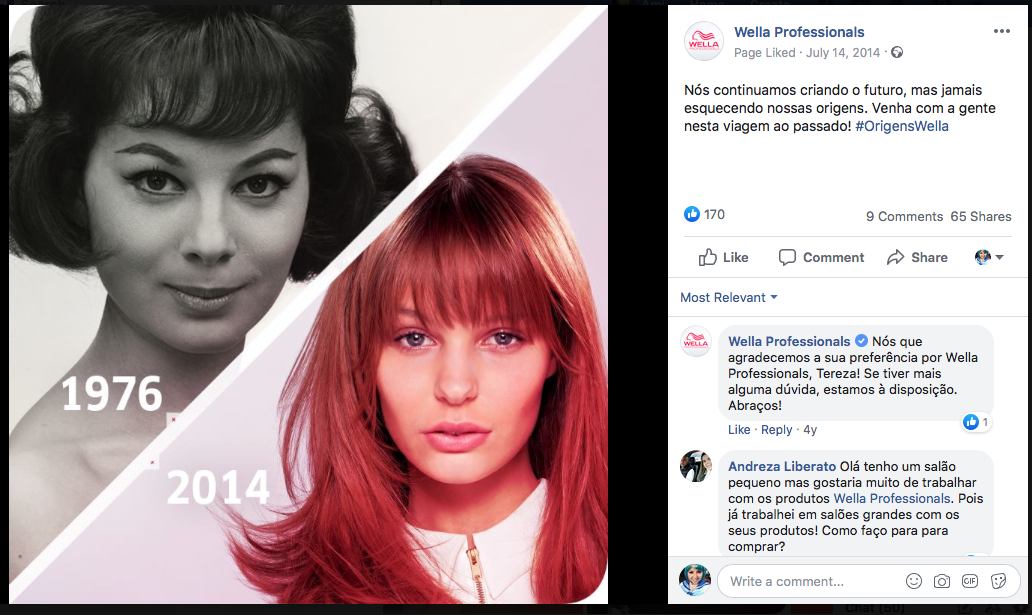 1976
2014
WELLA
Wella Professionals
Page Liked · July 14, 2014 ·
Nós continuamos criando o futuro, mas jamais
esquecendo nossas origens. Venha com a gente
nesta viagem ao passado! #OrigensWella
170
9 Comments 65 Shares
Like
Comment
Share
Most Relevant
WELLA
Wella Professionals Nós que
agradecemos a sua preferência por Wella
Professionals, Tereza! Se tiver mais
alguma dúvida, estamos à disposição.
Abraços!
1
Like · Reply · 4y
Andreza Liberato Olá tenho um salão
pequeno mas gostaria muito de trabalhar
com os produtos Wella Professionals. Pois
já trabalhei em salões grandes com os
seus produtos! Como faço para para
comprar?
Write a comment...
GIF
Chat (50)